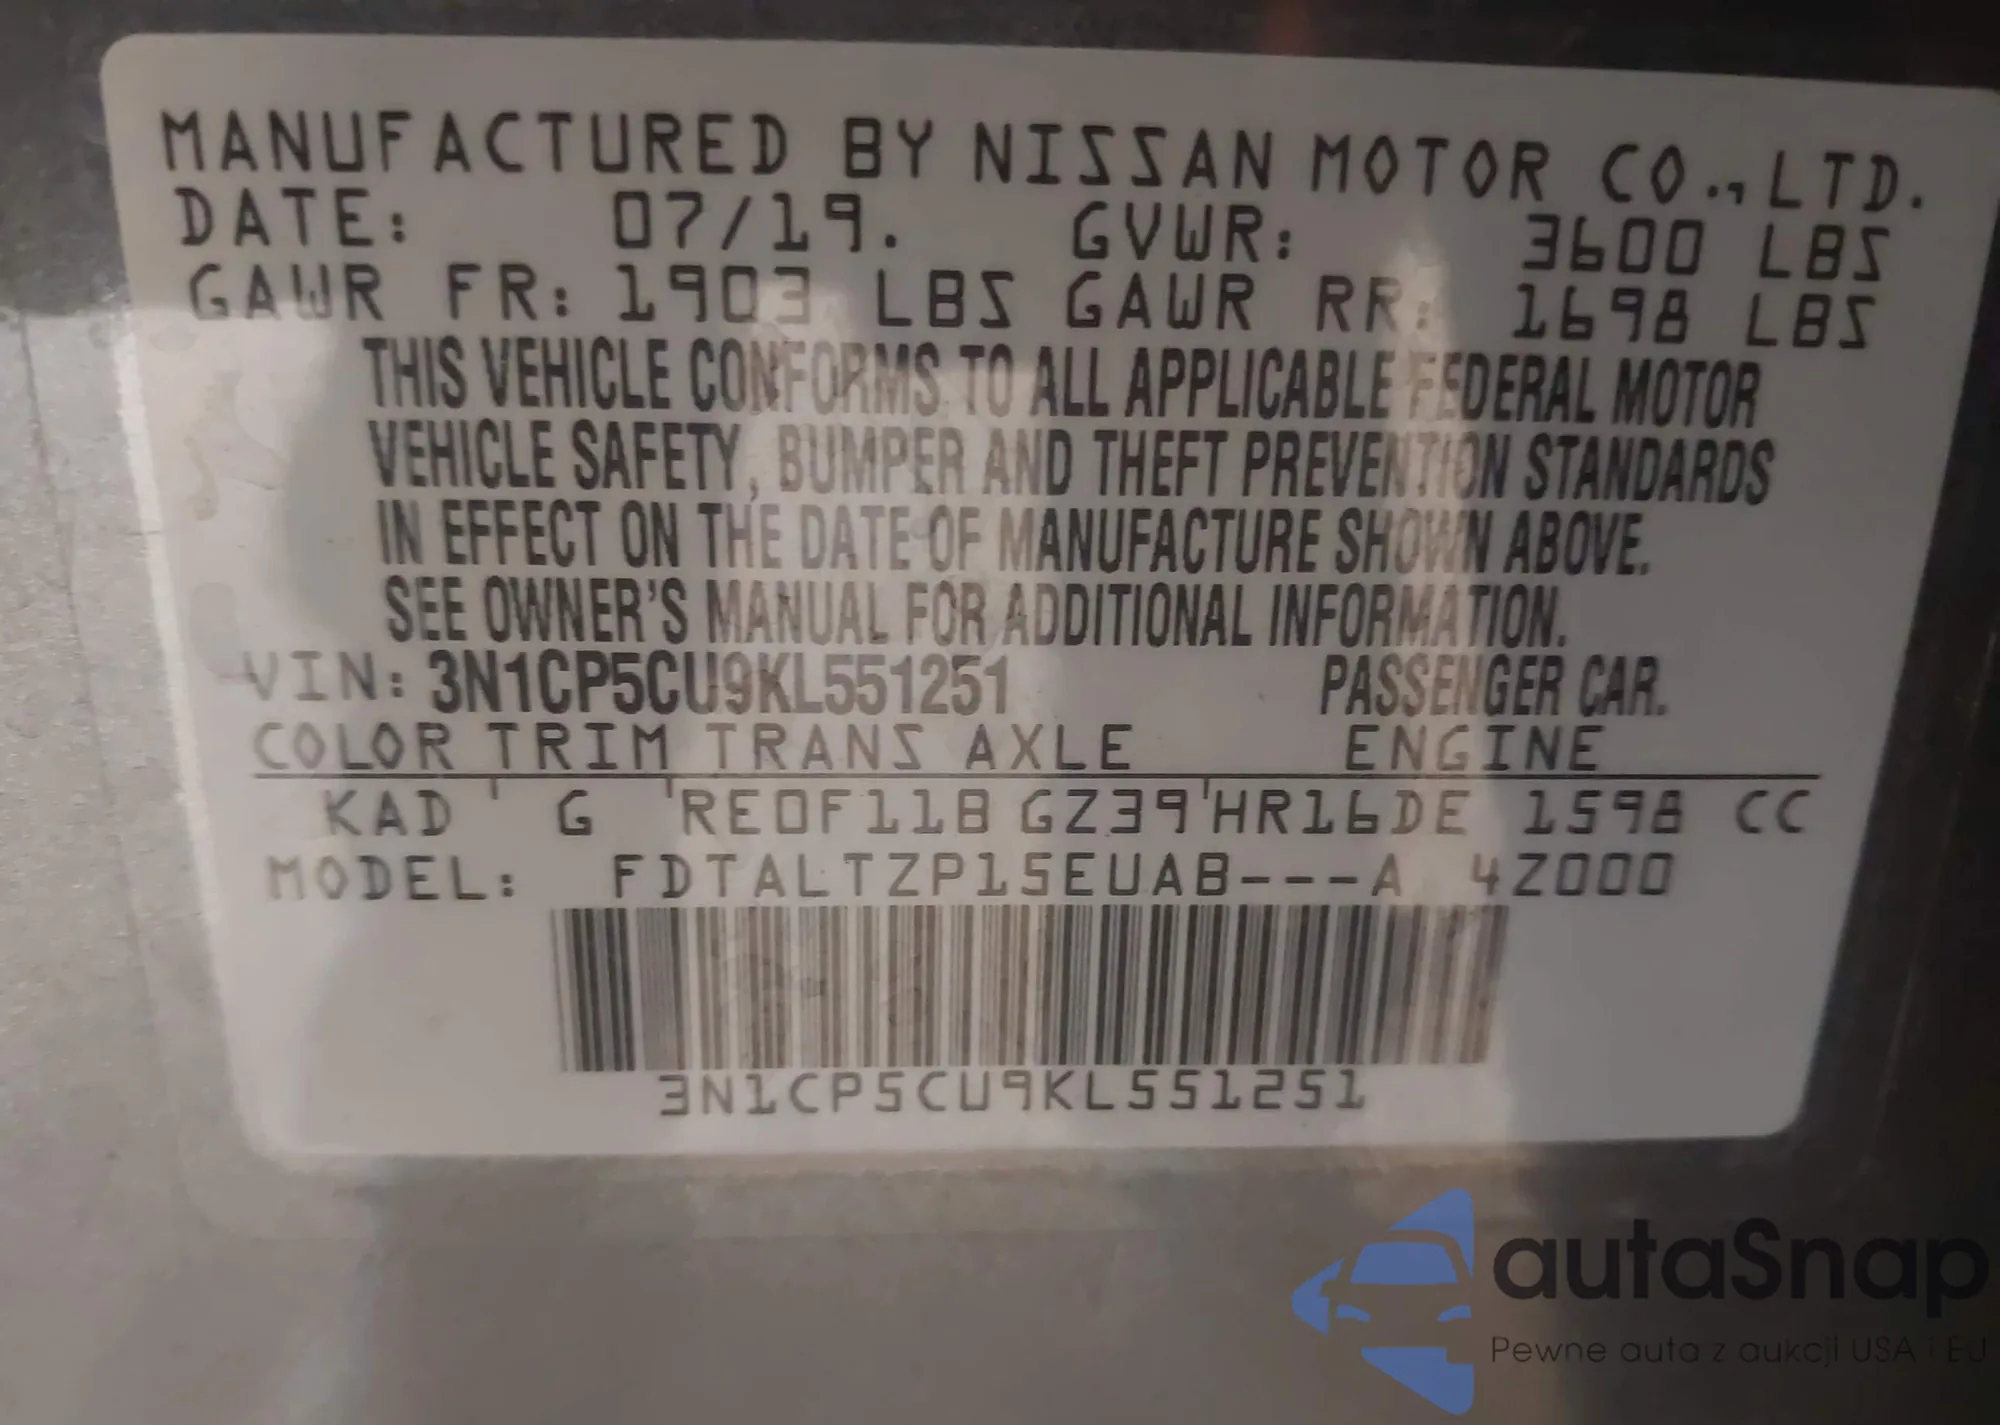 MANUFACTURED BY NISSAN MOTOR CO., LTD.
DATE: 07/19. GVWR: 3600 LBS
GAWR FR: 1903 LBS GAWR RR: 1698 LBS
THIS VEHICLE CONFORMS TO ALL APPLICABLE FEDERAL MOTOR
VEHICLE SAFETY, BUMPER AND THEFT PREVENTION STANDARDS
IN EFFECT ON THE DATE OF MANUFACTURE SHOWN ABOVE.
SEE OWNER'S MANUAL FOR ADDITIONAL INFORMATION.
VIN: 3N1CP5CU9KL551251 PASSENGER CAR.
COLOR TRIM TRANS AXLE ENGINE
KAD G RE0F11B GZ39 HR16DE 1598 CC
MODEL: FDTALTZP15EUAB---A 4Z000
3N1CP5CU9KL551251
autaSnap
Pewne auta z aukcji USA i EU